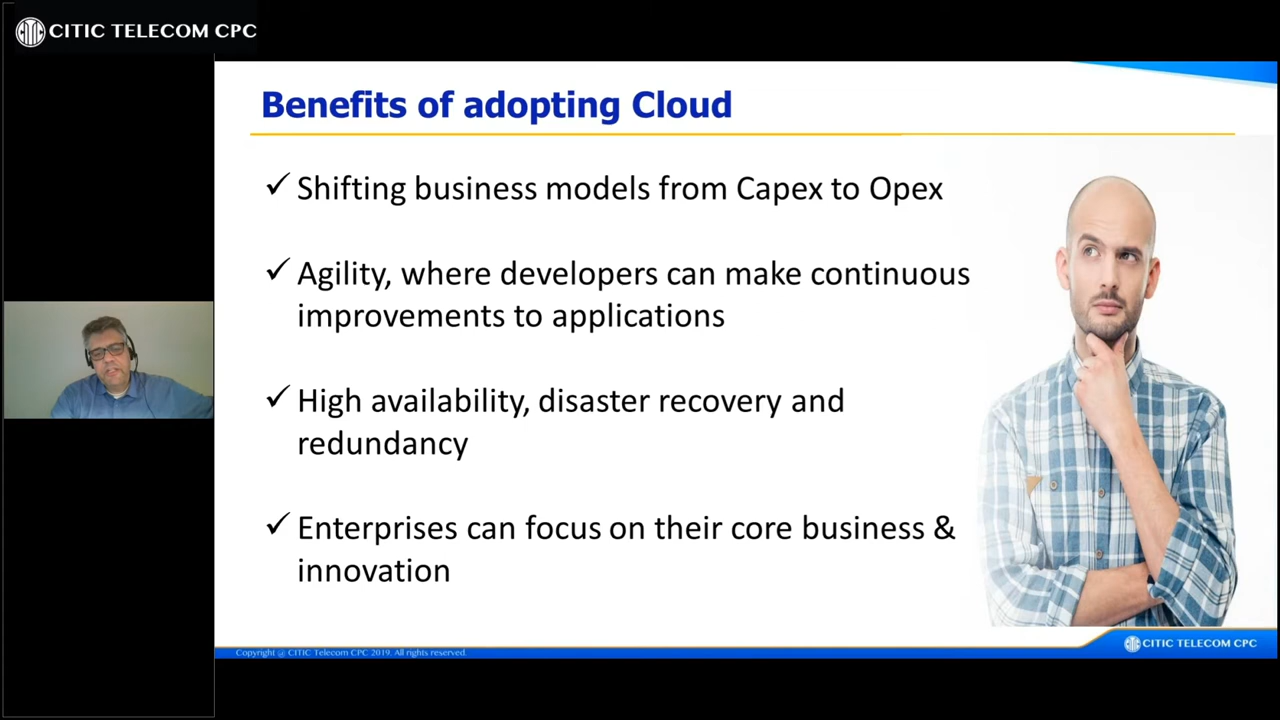 CITIC TELECOM CPC
Benefits of adopting Cloud
✓ Shifting business models from Capex to Opex
✓ Agility, where developers can make continuous
improvements to applications
✓ High availability, disaster recovery and
redundancy
✓ Enterprises can focus on their core business &
innovation
Copyright @ CITIC Telecom CPC 2019. All rights reserved.
CITIC TELECOM CPC